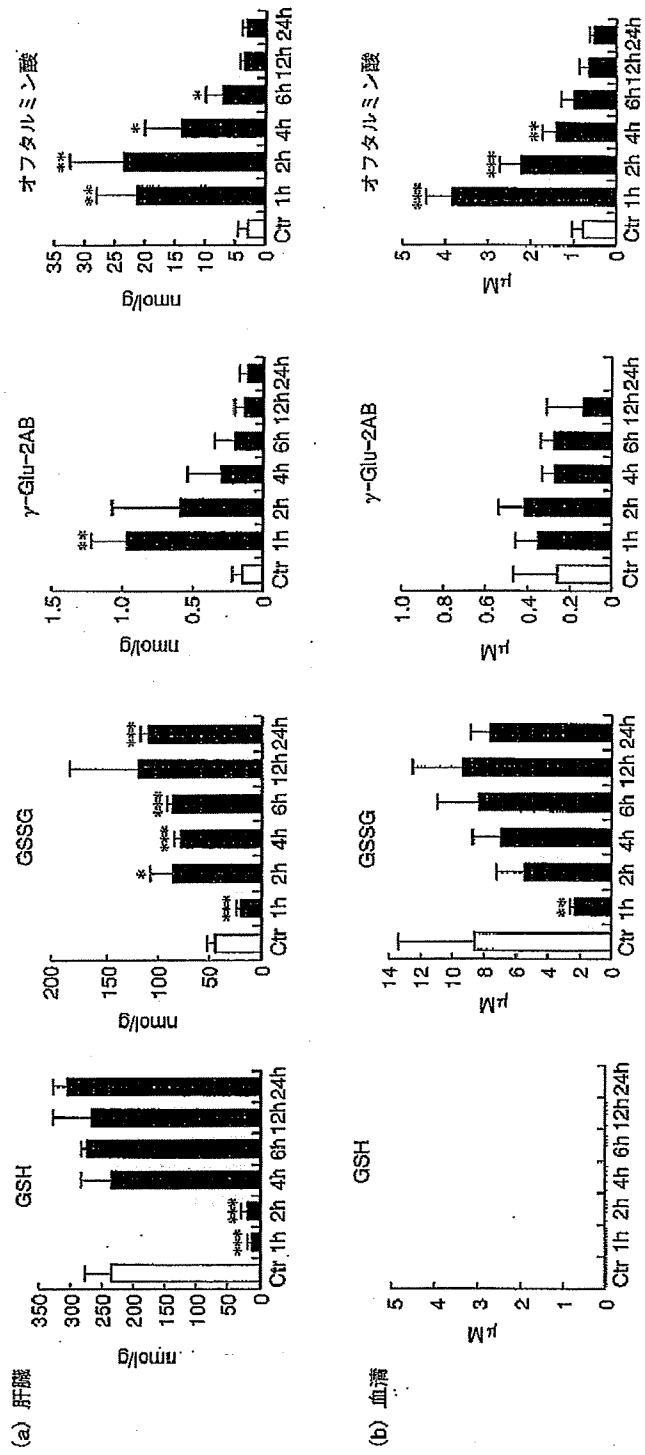 (a) 肝臓
GSH
350
300
250
200
150
100
50
0
nmol/g
*** ***
Ctr 1h 2h 4h 6h 12h 24h
GSSG
200
150
100
50
0
nmol/g
*** * *** *** ***
Ctr 1h 2h 4h 6h 12h 24h
γ-Glu-2AB
1.5
1.0
0.5
0
nmol/g
**
Ctr 1h 2h 4h 6h 12h 24h
オフタルミン酸
35
30
25
20
15
10
5
0
nmol/g
** ** * *
Ctr 1h 2h 4h 6h 12h 24h
(b) 血清
GSH
5
4
3
2
1
0
μM
Ctr 1h 2h 4h 6h 12h 24h
GSSG
14
12
10
8
6
4
2
0
μM
**
Ctr 1h 2h 4h 6h 12h 24h
γ-Glu-2AB
1.0
0.8
0.6
0.4
0.2
0
μM
Ctr 1h 2h 4h 6h 12h 24h
オフタルミン酸
5
4
3
2
1
0
μM
*** *** **
Ctr 1h 2h 4h 6h 12h 24h